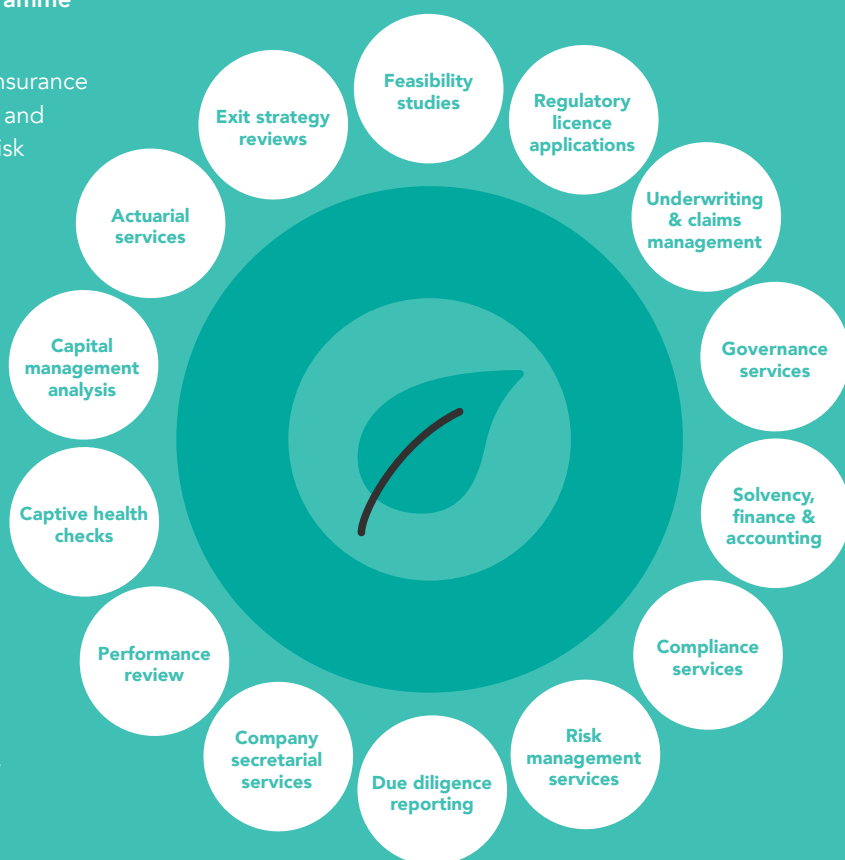 nsurance
and
isk
Feasibility
studies
Regulatory
licence
applications
Underwriting
& claims
management
Governance
services
Solvency,
finance &
accounting
Compliance
services
Risk
management
services
Due diligence
reporting
Company
secretarial
services
Performance
review
Captive health
checks
Capital
management
analysis
Actuarial
services
Exit strategy
reviews